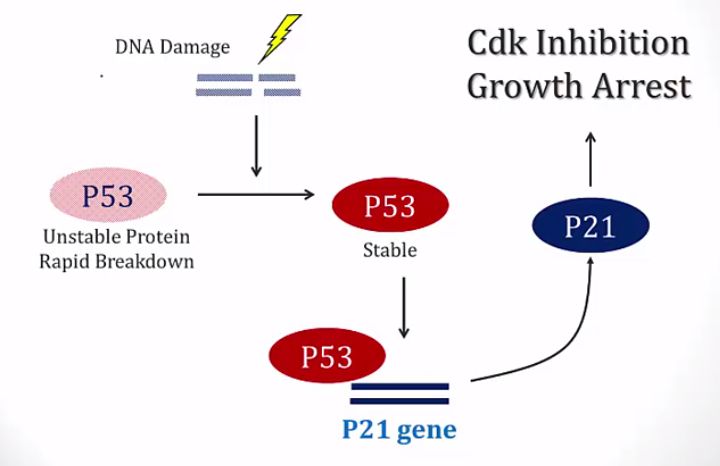 DNA Damage
Cdk Inhibition
Growth Arrest
P53
Unstable Protein
Rapid Breakdown
P53
Stable
P21
P53
P21 gene